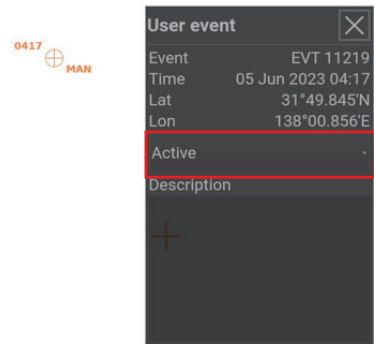 0417
MAN
User event
Event EVT 11219
Time 05 Jun 2023 04:17
Lat 31°49.845'N
Lon 138°00.856'E
Active
Description